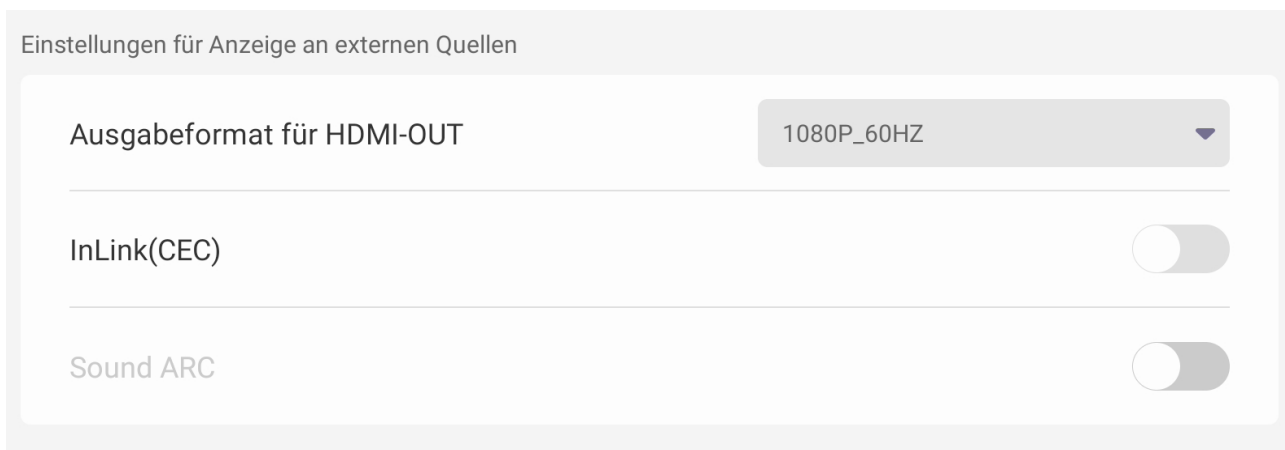 Einstellungen für Anzeige an externen Quellen
Ausgabeformat für HDMI-OUT
1080P_60HZ
InLink(CEC)
Sound ARC